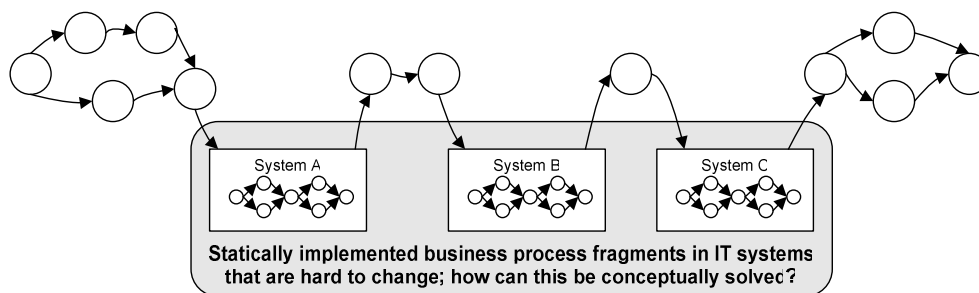 System A
System B
System C
Statically implemented business process fragments in IT systems
that are hard to change; how can this be conceptually solved?